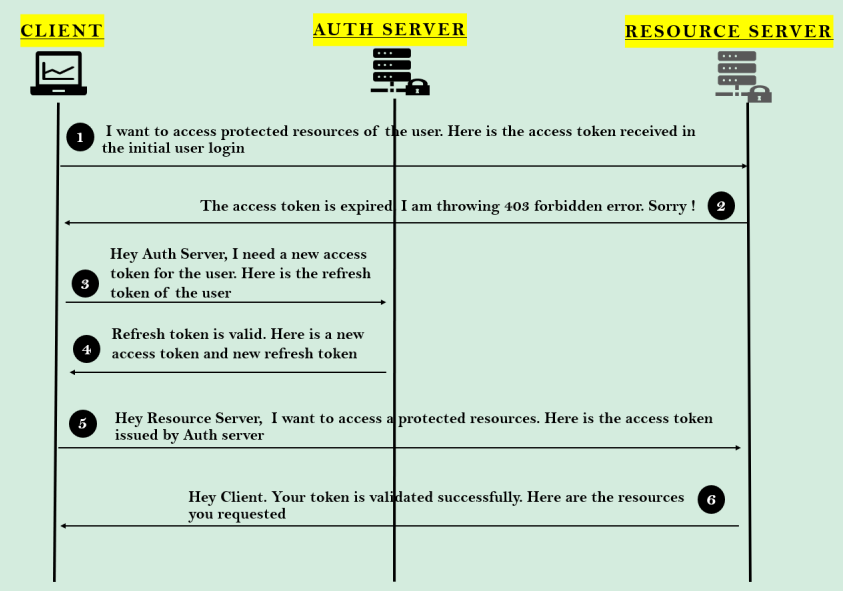 CLIENT
AUTH SERVER
RESOURCE SERVER
1
I want to access protected resources of the user. Here is the access token received in
the initial user login
The access token is expired. I am throwing 403 forbidden error. Sorry !
2
Hey Auth Server, I need a new access
token for the user. Here is the refresh
token of the user
3
Refresh token is valid. Here is a new
access token and new refresh token
4
Hey Resource Server, I want to access a protected resources. Here is the access token
issued by Auth server
5
Hey Client. Your token is validated successfully. Here are the resources
you requested
6